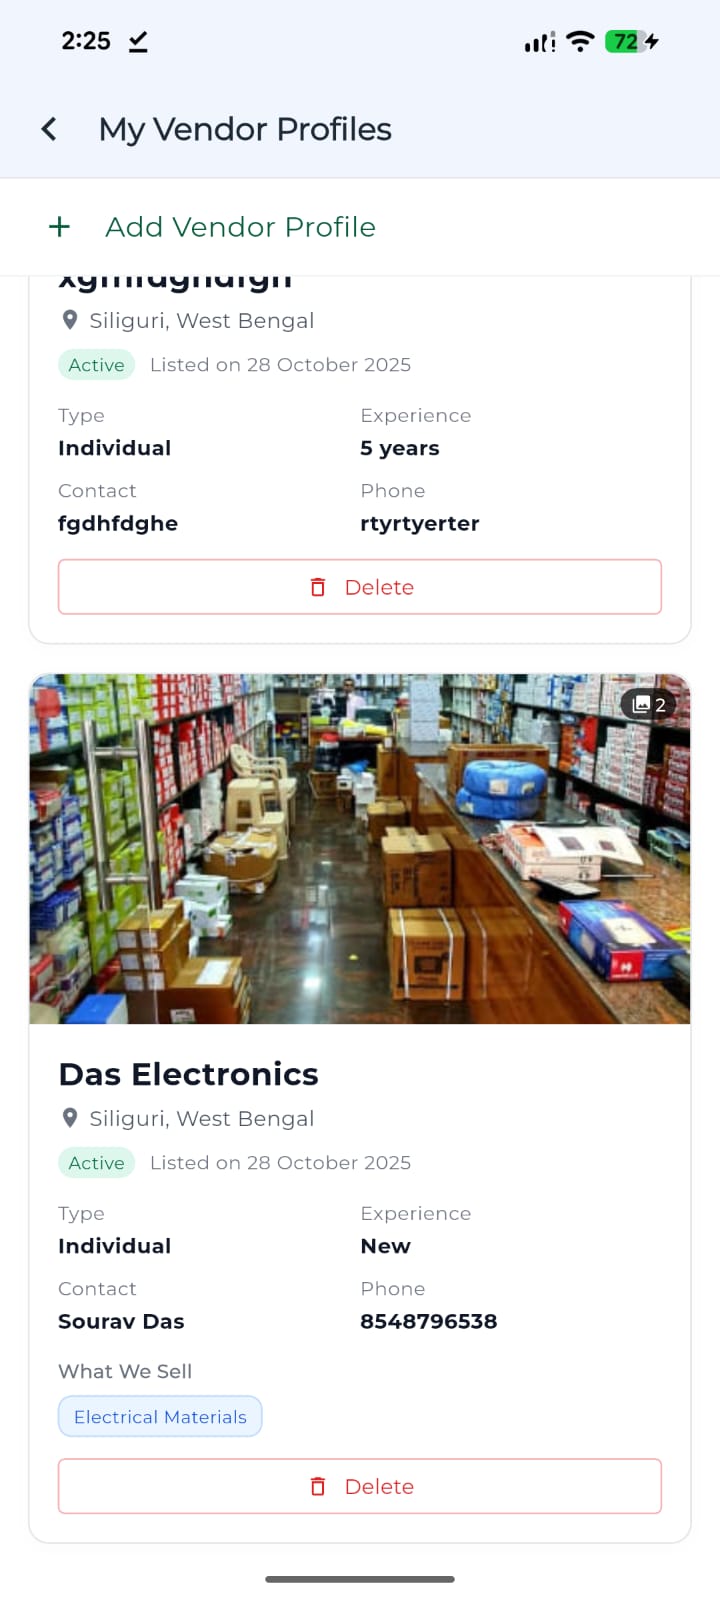 2:25
72
My Vendor Profiles
+ Add Vendor Profile
Siliguri, West Bengal
Active Listed on 28 October 2025
Type Experience
Individual 5 years
Contact Phone
fgdhfdghe rtyrtyerter
Delete
2
Das Electronics
Siliguri, West Bengal
Active Listed on 28 October 2025
Type Experience
Individual New
Contact Phone
Sourav Das 8548796538
What We Sell
Electrical Materials
Delete